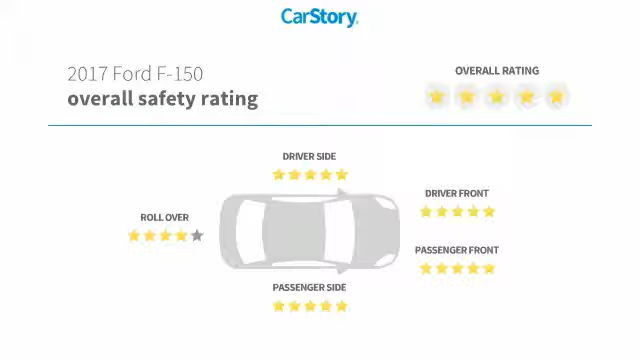 CarStory
2017 Ford F-150
overall safety rating
OVERALL RATING
DRIVER SIDE
DRIVER FRONT
ROLL OVER
PASSENGER FRONT
PASSENGER SIDE